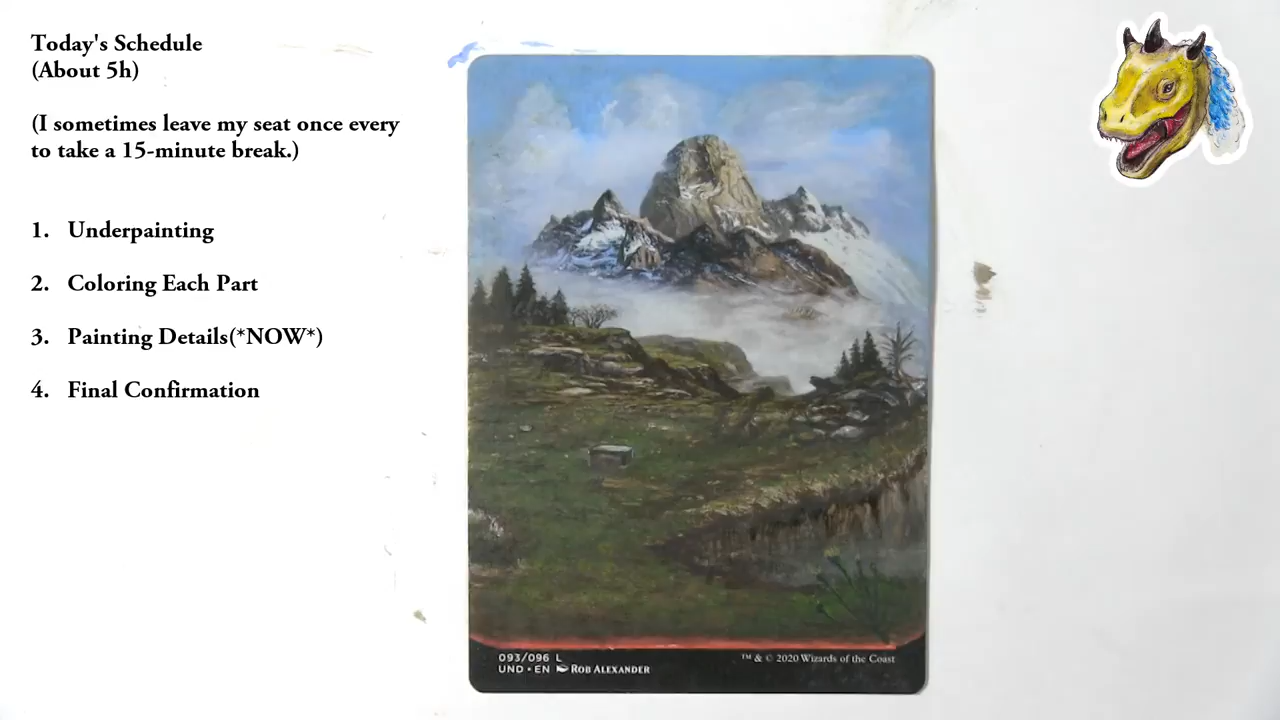 Today's Schedule
(About 5h)
(I sometimes leave my seat once every
to take a 15-minute break.)
1. Underpainting
2. Coloring Each Part
3. Painting Details(*NOW*)
4. Final Confirmation
093/096 L
UND • EN ROB ALEXANDER
™ & © 2020 Wizards of the Coast